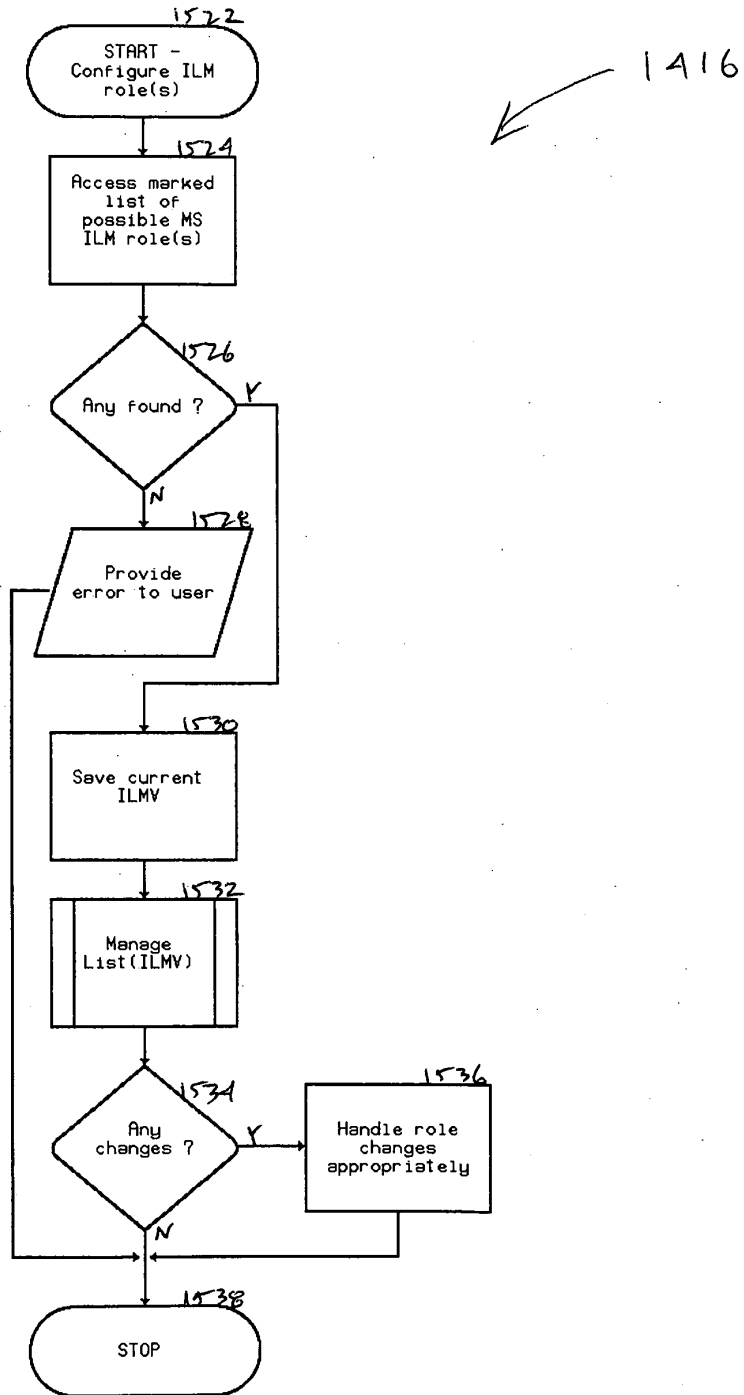 1522
START -
Configure ILM
role(s)
1416
1524
Access marked
list of
possible MS
ILM role(s)
1526
Any found ?
Y
N
1528
Provide
error to user
1530
Save current
ILMV
1532
Manage
List(ILMV)
1534
Any
changes ?
Y
N
1536
Handle role
changes
appropriately
1538
STOP